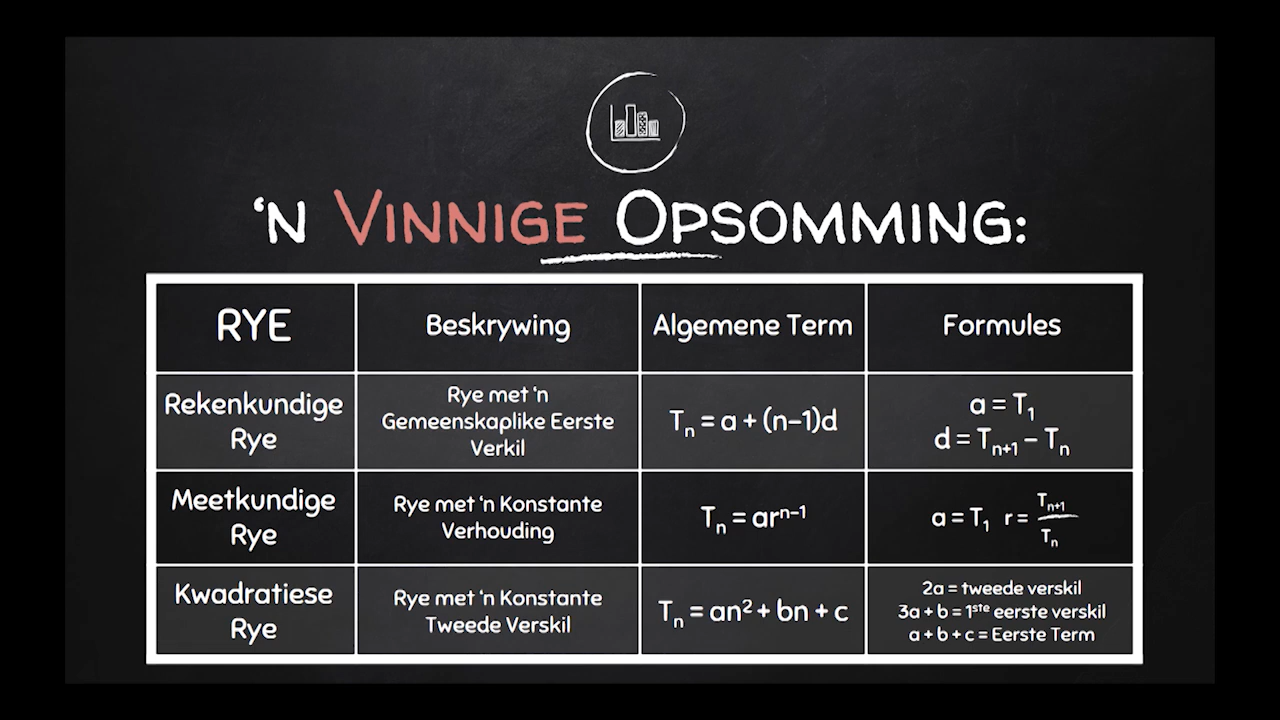 ‘N VINNIGE OPSOMMING:
RYE
Beskrywing
Algemene Term
Formules
Rekenkundige
Rye
Rye met ‘n
Gemeenskaplike Eerste
Verkil
Tₙ = a + (n-1)d
a = T₁
d = Tₙ₊₁ - Tₙ
Meetkundige
Rye
Rye met ‘n Konstante
Verhouding
Tₙ = arⁿ⁻¹
a = T₁ r = Tₙ₊₁ / Tₙ
Kwadratiese
Rye
Rye met ‘n Konstante
Tweede Verskil
Tₙ = an² + bn + c
2a = tweede verskil
3a + b = 1ˢᵗᵉ eerste verskil
a + b + c = Eerste Term